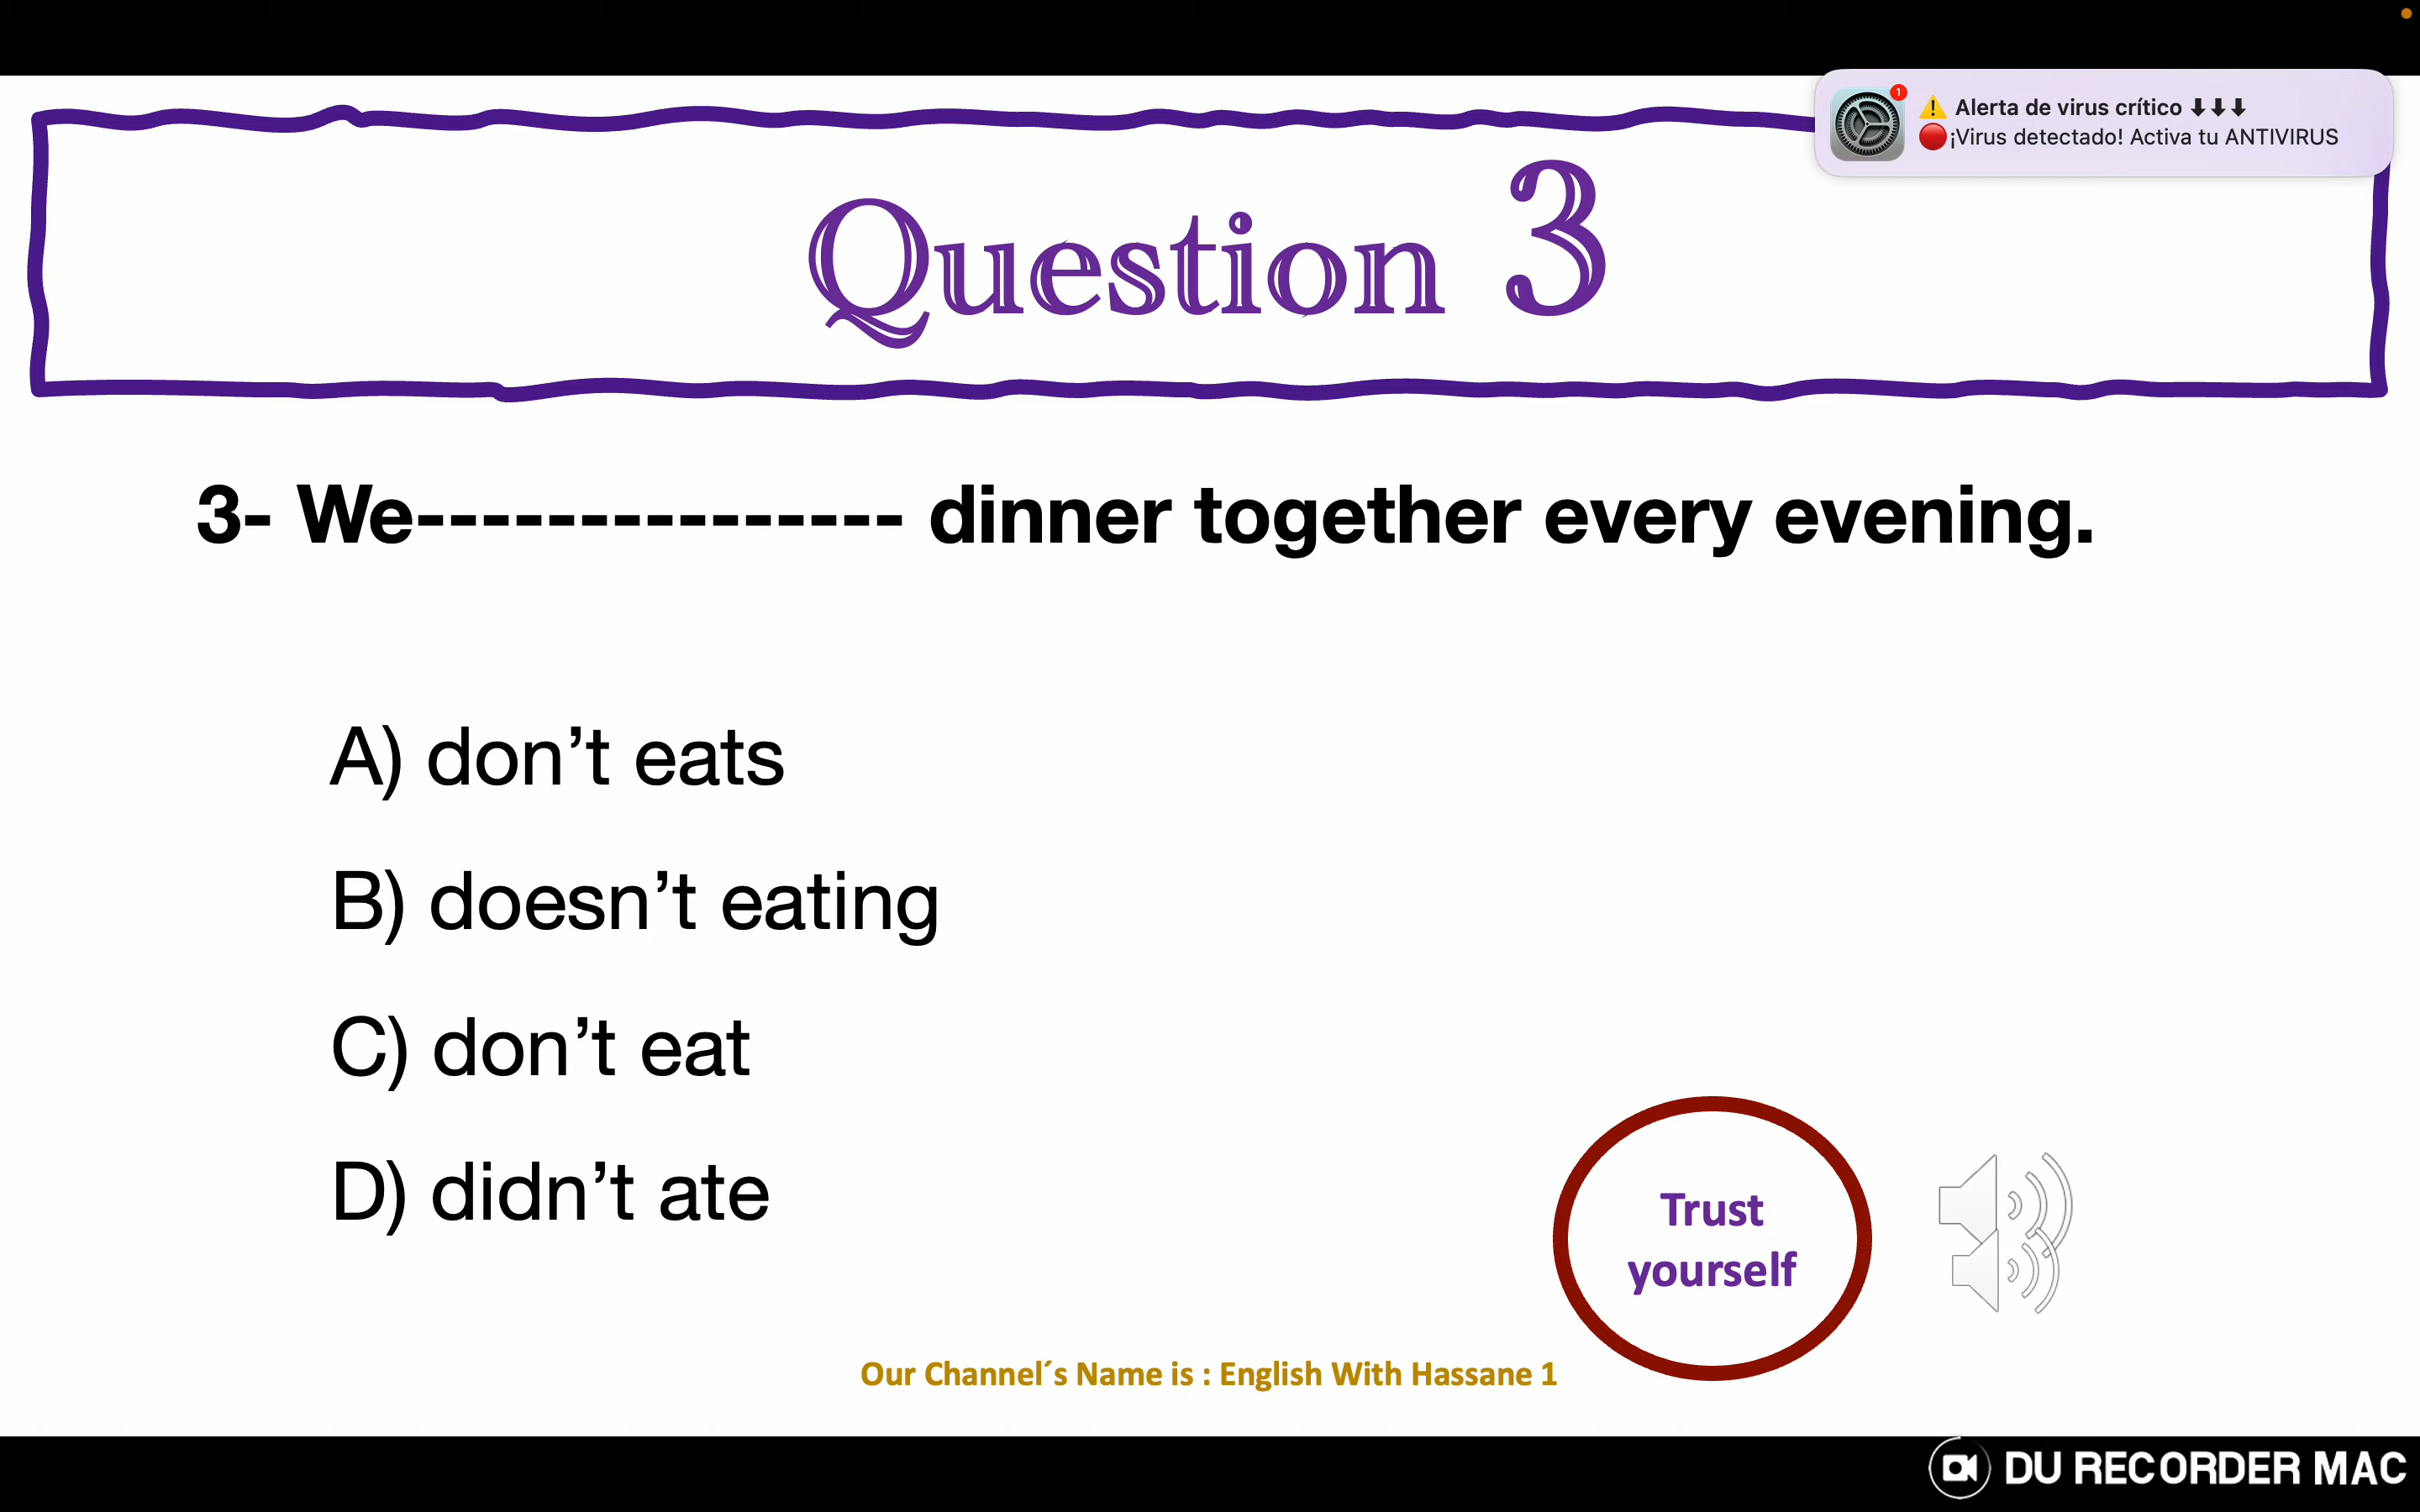 1
⚠️ Alerta de virus crítico ⬇⬇⬇
🔴¡Virus detectado! Activa tu ANTIVIRUS
Question 3
3- We--------------- dinner together every evening.
A) don’t eats
B) doesn’t eating
C) don’t eat
D) didn’t ate
Trust
yourself
Our Channel´s Name is : English With Hassane 1
DU RECORDER MAC